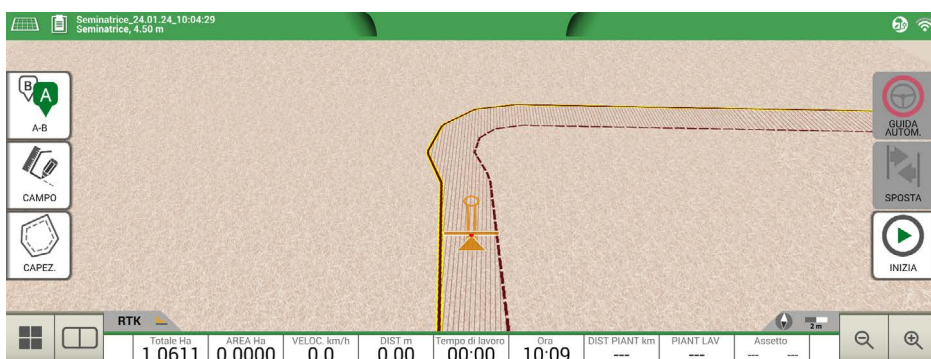 Seminatrice_24.01.24_10:04:29
Seminatrice, 4.50 m
B
A
A-B
GUIDA
AUTOM.
CAMPO
SPOSTA
CAPEZ.
INIZIA
RTK
2 m
Totale Ha
AREA Ha
VELOC. km/h
DIST m
Tempo di lavoro
Ora
DIST PIANT km
PIANT LAV
Assetto
1.0611
0.0000
0.0
0.00
00:00
10:09
---
---
--- ---